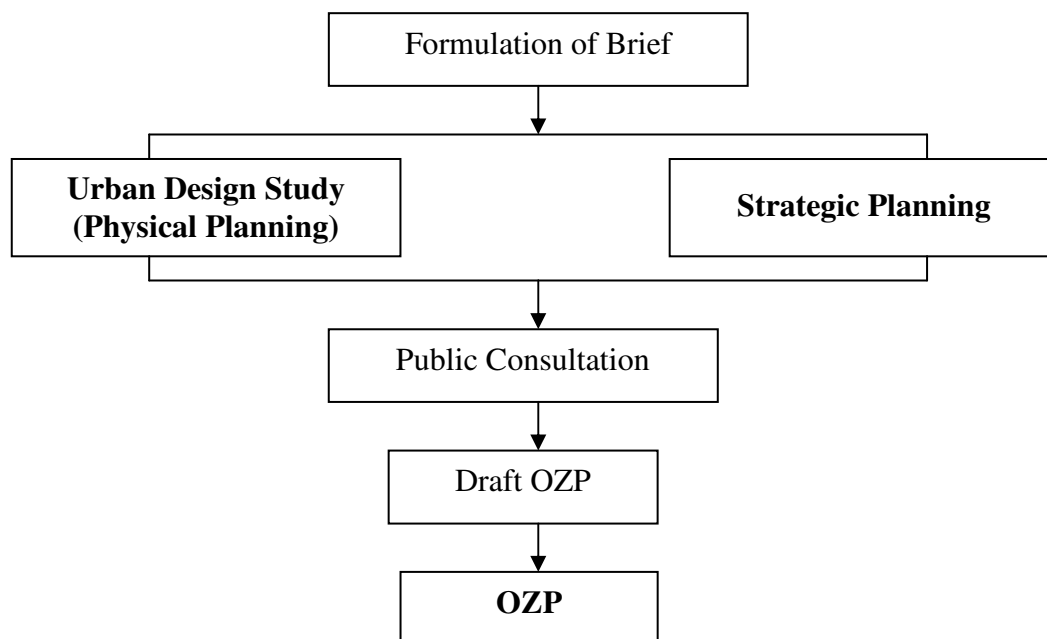 Formulation of Brief
Urban Design Study
(Physical Planning)
Strategic Planning
Public Consultation
Draft OZP
OZP